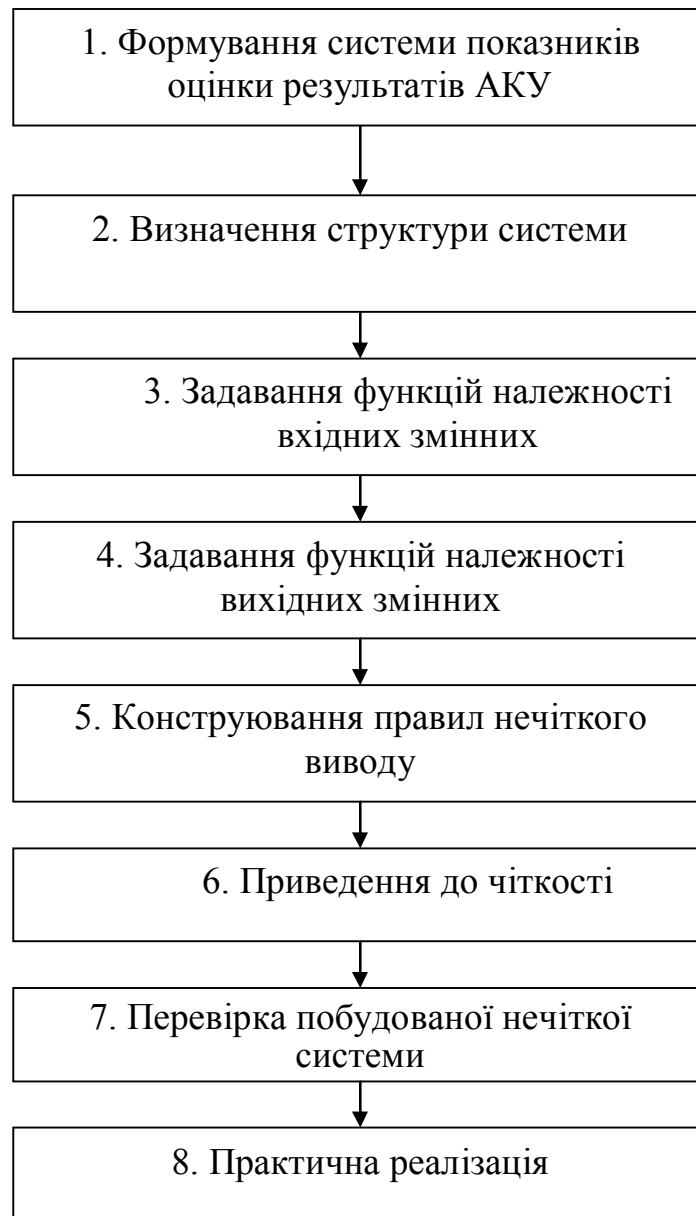 1. Формування системи показників
оцінки результатів АКУ
2. Визначення структури системи
3. Задавання функцій належності
вхідних змінних
4. Задавання функцій належності
вихідних змінних
5. Конструювання правил нечіткого
виводу
6. Приведення до чіткості
7. Перевірка побудованої нечіткої
системи
8. Практична реалізація